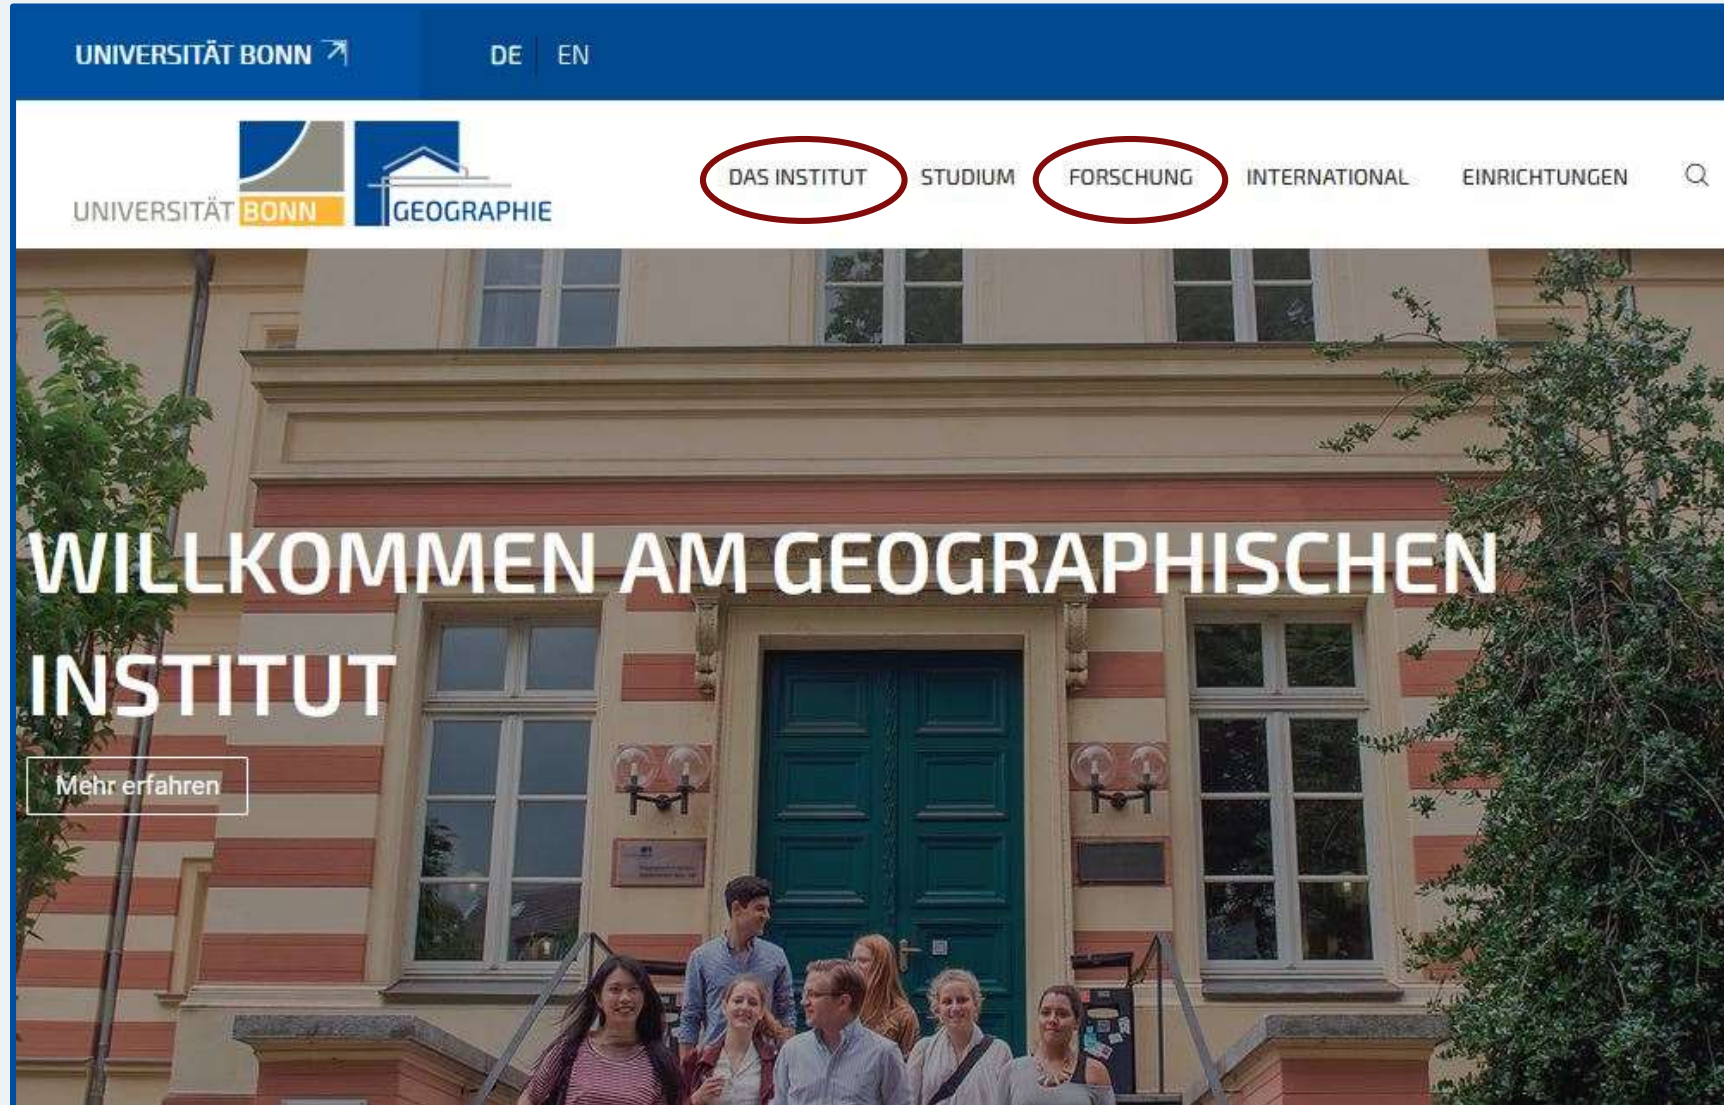 UNIVERSITÄT BONN
DE EN
UNIVERSITÄT BONN
GEOGRAPHIE
DAS INSTITUT STUDIUM FORSCHUNG INTERNATIONAL EINRICHTUNGEN
WILLKOMMEN AM GEOGRAPHISCHEN
INSTITUT
Mehr erfahren